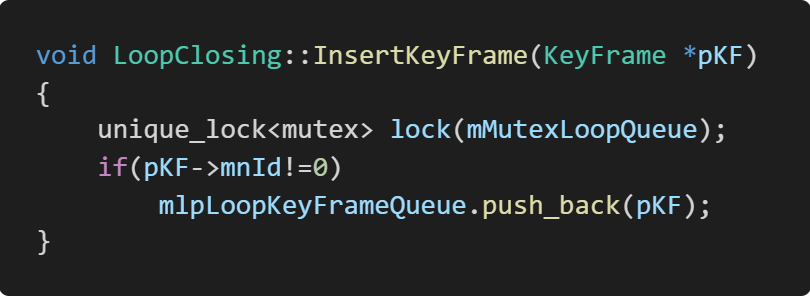 void LoopClosing::InsertKeyFrame(KeyFrame *pKF)
{
    unique_lock<mutex> lock(mMutexLoopQueue);
    if(pKF->mnId!=0)
        mlpLoopKeyFrameQueue.push_back(pKF);
}